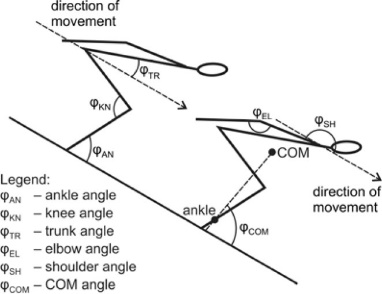 direction of
movement
φTR
φKN
φAN
φEL
φSH
COM
direction of
movement
ankle
φCOM
Legend:
φAN – ankle angle
φKN – knee angle
φTR – trunk angle
φEL – elbow angle
φSH – shoulder angle
φCOM – COM angle